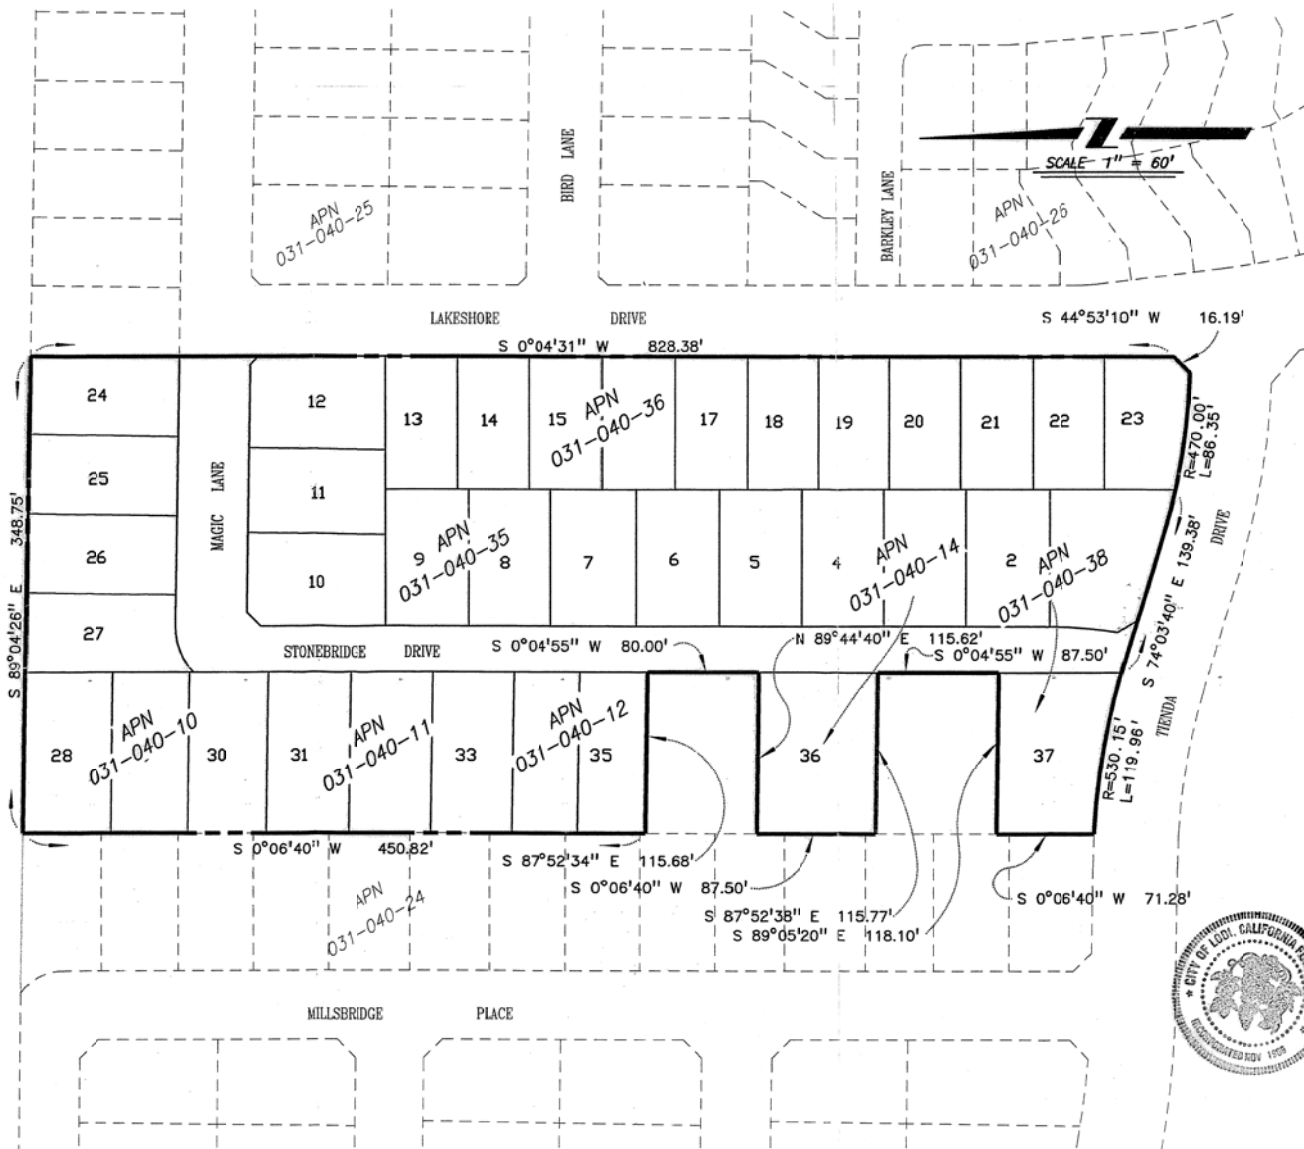 APN
031-040-25
BIRD LANE
BARKLEY LANE
SCALE 1" = 60'
APN
031-040-26
LAKESHORE DRIVE
S 44°53'10" W 16.19'
S 0°04'31" W 828.38'
24
12
13
14
15
APN
031-040-36
17
18
19
20
21
22
23
R=470.00'
L=86.35'
25
11
MAGIC LANE
S 89°04'26" E 348.75'
26
10
9
APN
031-040-35
8
7
6
5
4
APN
031-040-14
2
APN
031-040-38
S 74°03'40" E 139.38'
TIENDA DRIVE
27
STONEBRIDGE DRIVE
S 0°04'55" W 80.00'
N 89°44'40" E 115.62'
S 0°04'55" W 87.50'
28
APN
031-040-10
30
31
APN
031-040-11
33
APN
031-040-12
35
36
37
R=530.15'
L=119.96'
S 0°06'40" W 450.82'
S 87°52'34" E 115.68'
S 0°06'40" W 87.50'
S 87°52'38" E 115.77'
S 89°05'20" E 118.10'
S 0°06'40" W 71.28'
APN
031-040-24
MILLSBRIDGE PLACE
CITY OF LODI, CALIFORNIA
INCORPORATED NOV 1906